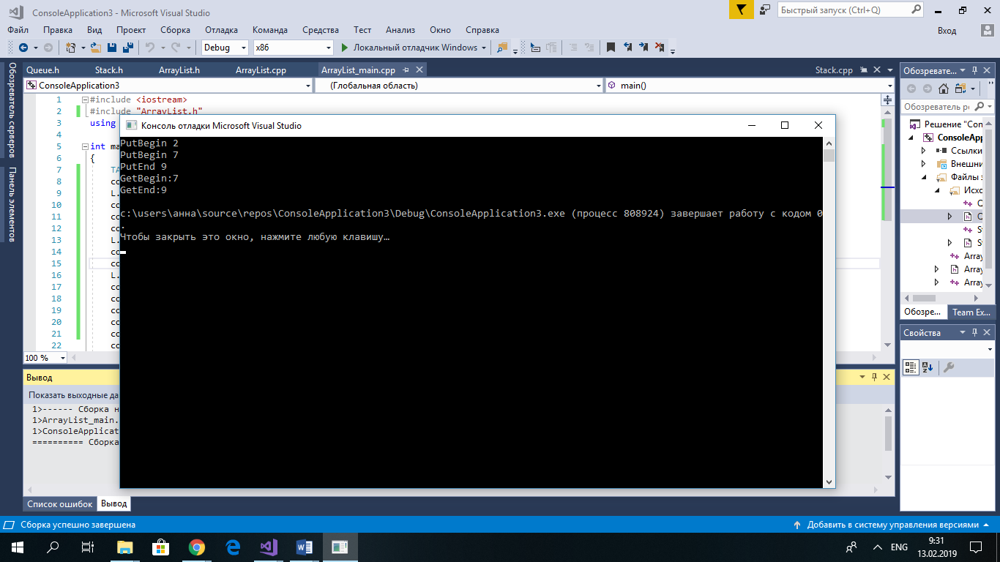 ConsoleApplication3 - Microsoft Visual Studio
Быстрый запуск (Ctrl+Q)
Файл Правка Вид Проект Сборка Отладка Команда Средства Тест Анализ Окно Справка
Вход
Debug x86 Локальный отладчик Windows
Обозреватель серверов
Панель элементов
Queue.h Stack.h ArrayList.h ArrayList.cpp ArrayList_main.cpp Stack.cpp
ConsoleApplication3 (Глобальная область) main()
1 #include <iostream>
2 #include "ArrayList.h"
3 using
4
5 int ma
6 {
7 TA
8 co
9 L.
10 co
11 co
12 co
13 L.
14 co
15 co
16 L.
17 co
18 co
19 co
20 co
21 co
22 co
100 %
Консоль отладки Microsoft Visual Studio
PutBegin 2
PutBegin 7
PutEnd 9
GetBegin:7
GetEnd:9
c:\users\анна\source\repos\ConsoleApplication3\Debug\ConsoleApplication3.exe (процесс 808924) завершает работу с кодом 0
.
Чтобы закрыть это окно, нажмите любую клавишу…
Обозревате...
Обозреватель ре
Решение "Con
ConsoleApp
Ссылки
Внешни
Файлы з
Исхо
Q
Q
St
St
Array
Array
Array
Обозре... Team Ex...
Свойства
Вывод
Показать выходные да
1>------ Сборка н
1>ArrayList_main.
1>ConsoleApplicat
========== Сборка
Список ошибок Вывод
Сборка успешно завершена
Добавить в систему управления версиями
ENG
9:31
13.02.2019